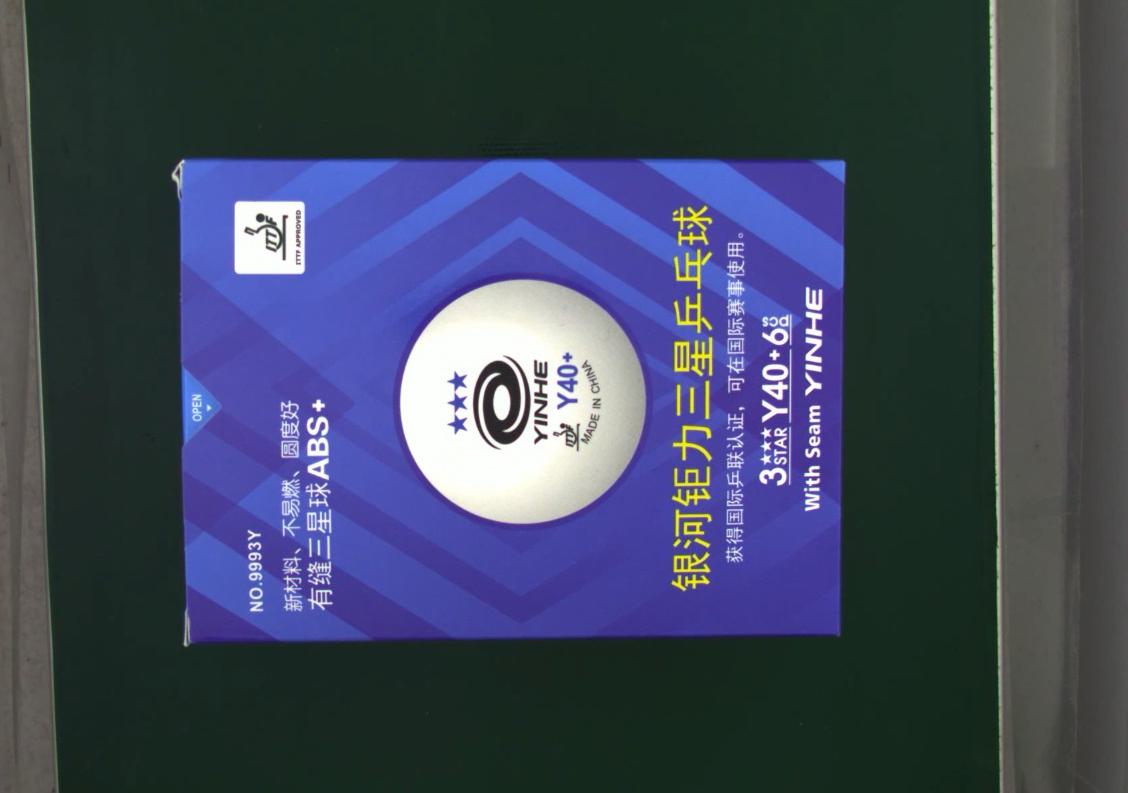 ITTF
ITTF APPROVED
OPEN
NO.9993Y
新材料、不易燃、圆度好
有缝三星球ABS+
YINHE
ITTF Y40+
MADE IN CHINA
银河钜力三星乒乓球
获得国际乒联认证，可在国际赛事使用。
3 STAR Y40+ 6
With Seam YINHE